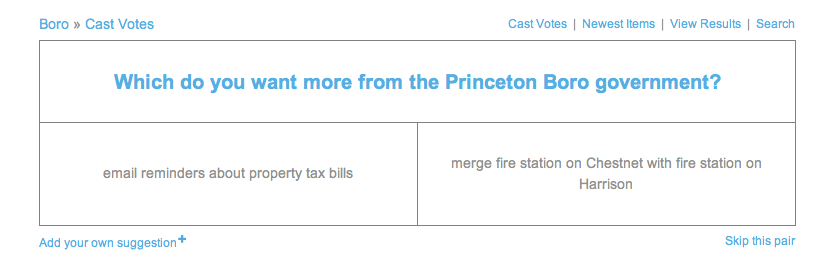 Boro » Cast Votes
Cast Votes | Newest Items | View Results | Search
Which do you want more from the Princeton Boro government?
email reminders about property tax bills
merge fire station on Chestnet with fire station on
Harrison
Add your own suggestion+
Skip this pair